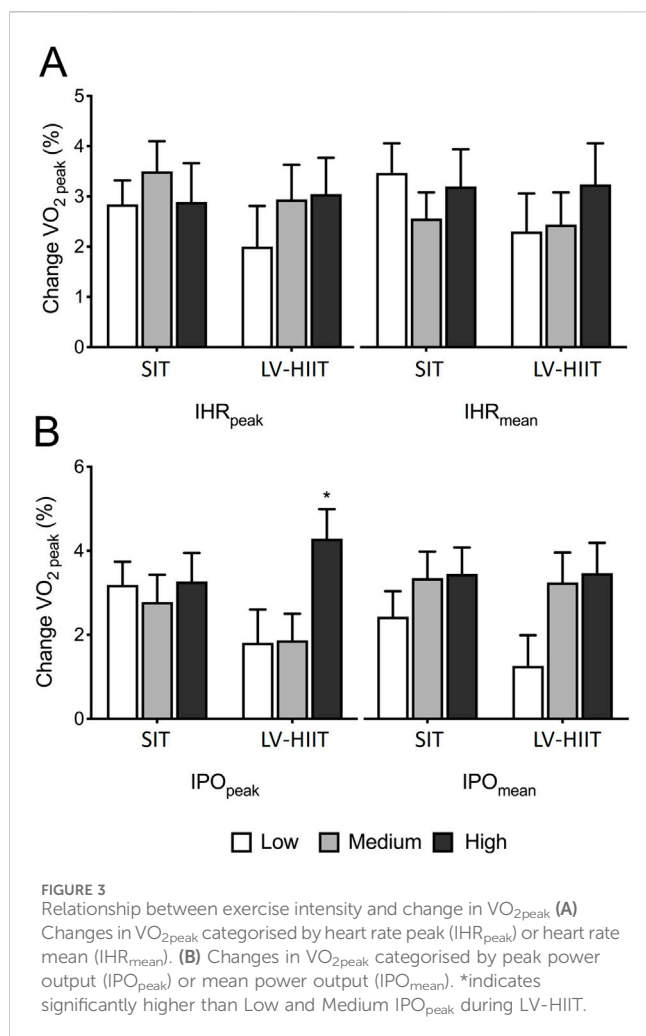 A
Change VO2 peak (%)
5
4
3
2
1
0
SIT LV-HIIT SIT LV-HIIT
IHRpeak IHRmean
B
Change VO2 peak (%)
6
4
2
0
*
SIT LV-HIIT SIT LV-HIIT
IPOpeak IPOmean
Low Medium High
FIGURE 3
Relationship between exercise intensity and change in VO2peak (A)
Changes in VO2peak categorised by heart rate peak (IHRpeak) or heart rate
mean (IHRmean). (B) Changes in VO2peak categorised by peak power
output (IPOpeak) or mean power output (IPOmean). *indicates
significantly higher than Low and Medium IPOpeak during LV-HIIT.